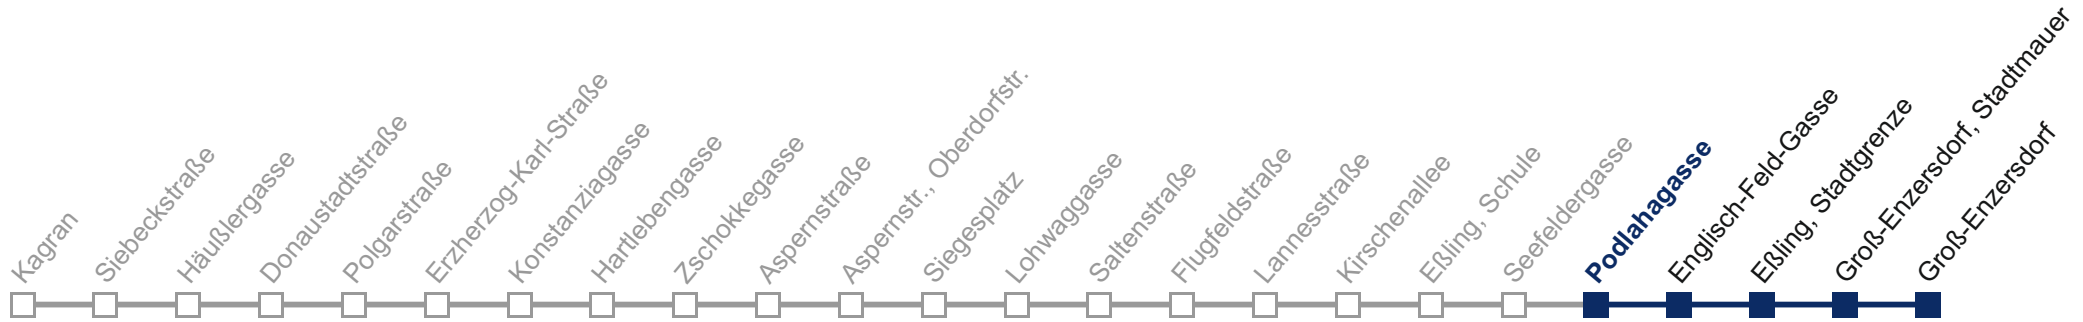 Kagran
Siebeckstraße
Häußlergasse
Donaustadtstraße
Polgarstraße
Erzherzog-Karl-Straße
Konstanziagasse
Hartlebengasse
Zschokkegasse
Aspernstraße
Aspernstr., Oberdorfstr.
Siegesplatz
Lohwaggasse
Saltenstraße
Flugfeldstraße
Lannesstraße
Kirschenallee
Eßling, Schule
Seefeldergasse
Podlahagasse
Englisch-Feld-Gasse
Eßling, Stadtgrenze
Groß-Enzersdorf, Stadtmauer
Groß-Enzersdorf